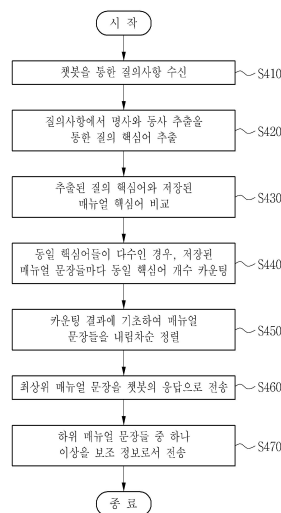 시 작
챗봇을 통한 질의사항 수신
S410
질의사항에서 명사와 동사 추출을
통한 질의 핵심어 추출
S420
추출된 질의 핵심어와 저장된
매뉴얼 핵심어 비교
S430
동일 핵심어들이 다수인 경우, 저장된
매뉴얼 문장들마다 동일 핵심어 개수 카운팅
S440
카운팅 결과에 기초하여 매뉴얼
문장들을 내림차순 정렬
S450
최상위 매뉴얼 문장을 챗봇의 응답으로 전송
S460
하위 매뉴얼 문장들 중 하나
이상을 보조 정보로서 전송
S470
종 료